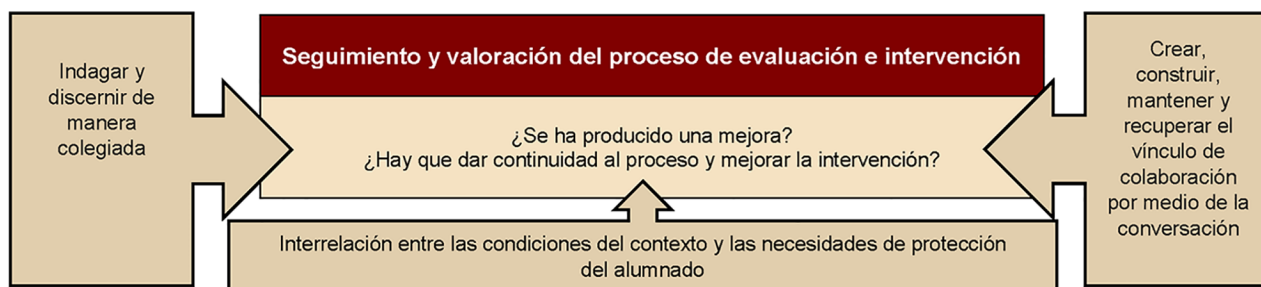 Indagar y
discernir de
manera
colegiada
Seguimiento y valoración del proceso de evaluación e intervención
¿Se ha producido una mejora?
¿Hay que dar continuidad al proceso y mejorar la intervención?
Interrelación entre las condiciones del contexto y las necesidades de protección
del alumnado
Crear,
construir,
mantener y
recuperar el
vínculo de
colaboración
por medio de la
conversación